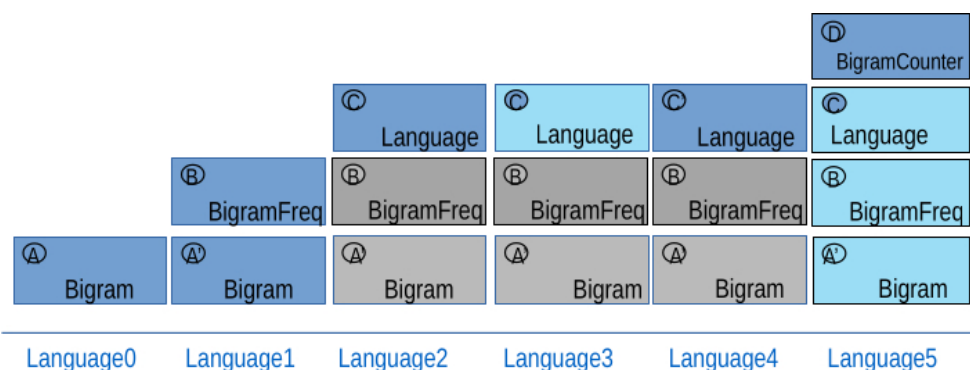 D
BigramCounter
C C C C
Language Language Language Language
B B B B B
BigramFreq BigramFreq BigramFreq BigramFreq BigramFreq
A A' A A' A A'
Bigram Bigram Bigram Bigram Bigram Bigram
Language0 Language1 Language2 Language3 Language4 Language5